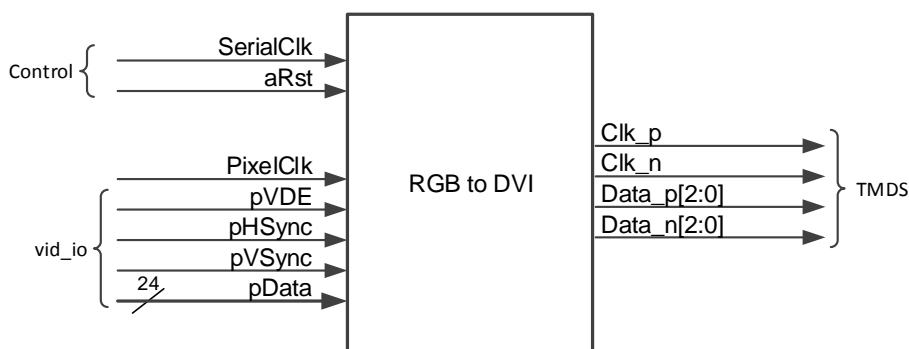 SerialClk
Control
aRst
Clk_p
PixelClk
Clk_n
RGB to DVI
TMDS
pVDE
Data_p[2:0]
pHSync
Data_n[2:0]
vid_io
pVSync
24
pData